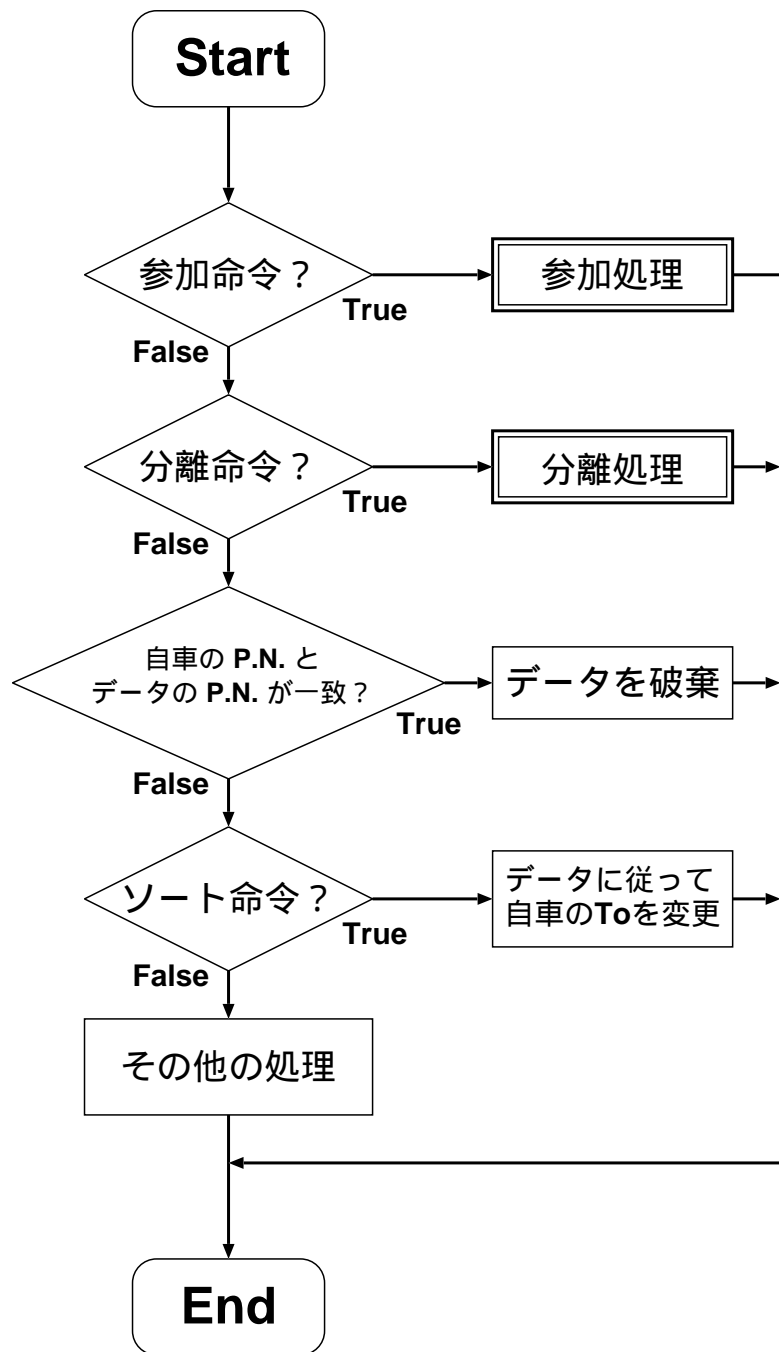 Start
参加命令？
True
参加処理
False
分離命令？
True
分離処理
False
自車の P.N. と
データの P.N. が一致？
True
データを破棄
False
ソート命令？
True
データに従って
自車のToを変更
False
その他の処理
End